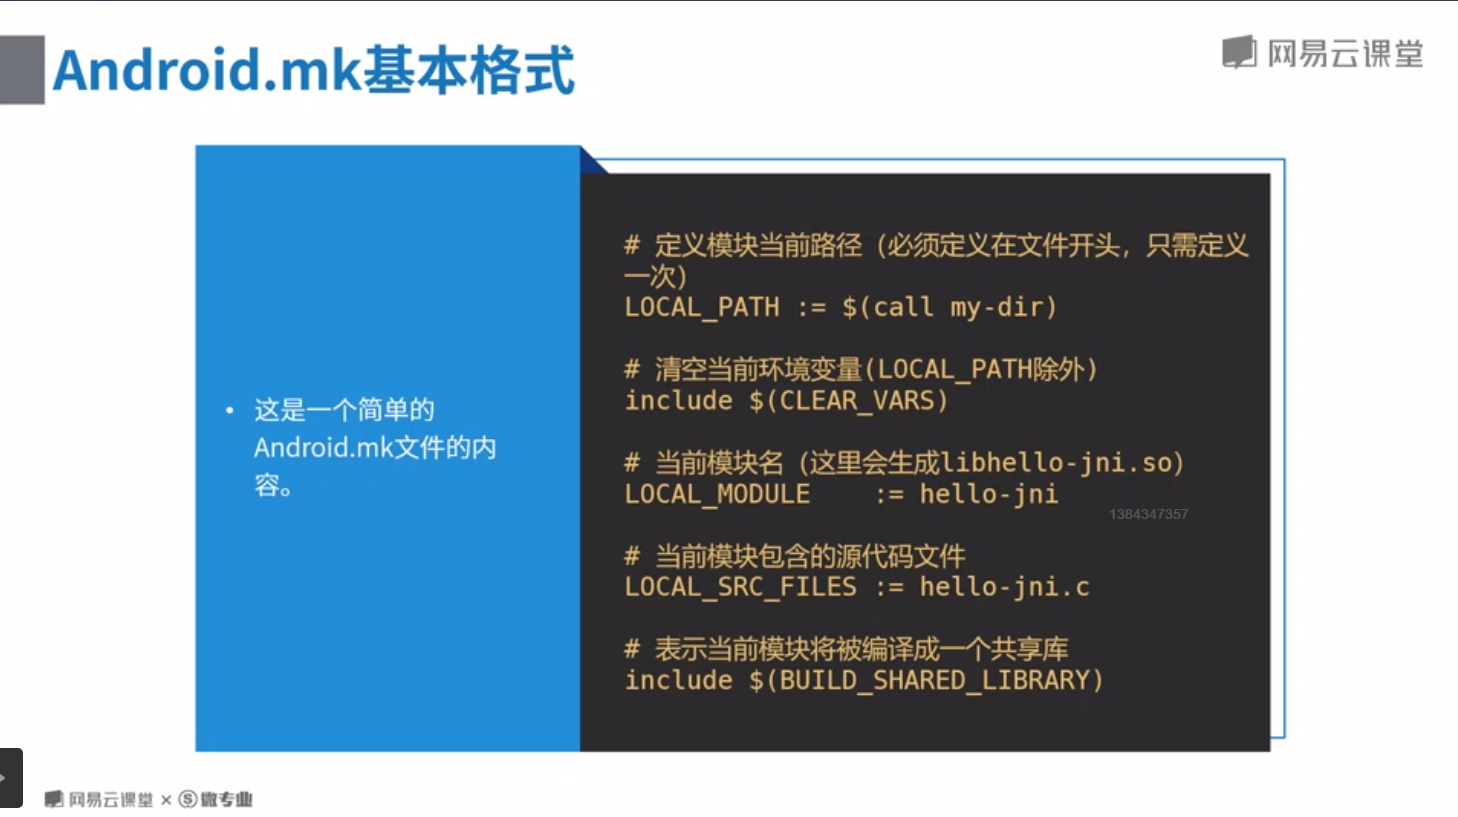 Android.mk基本格式
网易云课堂
• 这是一个简单的
Android.mk文件的内
容。
# 定义模块当前路径（必须定义在文件开头，只需定义
一次）
LOCAL_PATH := $(call my-dir)
# 清空当前环境变量(LOCAL_PATH除外)
include $(CLEAR_VARS)
# 当前模块名（这里会生成libhello-jni.so）
LOCAL_MODULE    := hello-jni
1384347357
# 当前模块包含的源代码文件
LOCAL_SRC_FILES := hello-jni.c
# 表示当前模块将被编译成一个共享库
include $(BUILD_SHARED_LIBRARY)
网易云课堂 × Ⓢ微专业